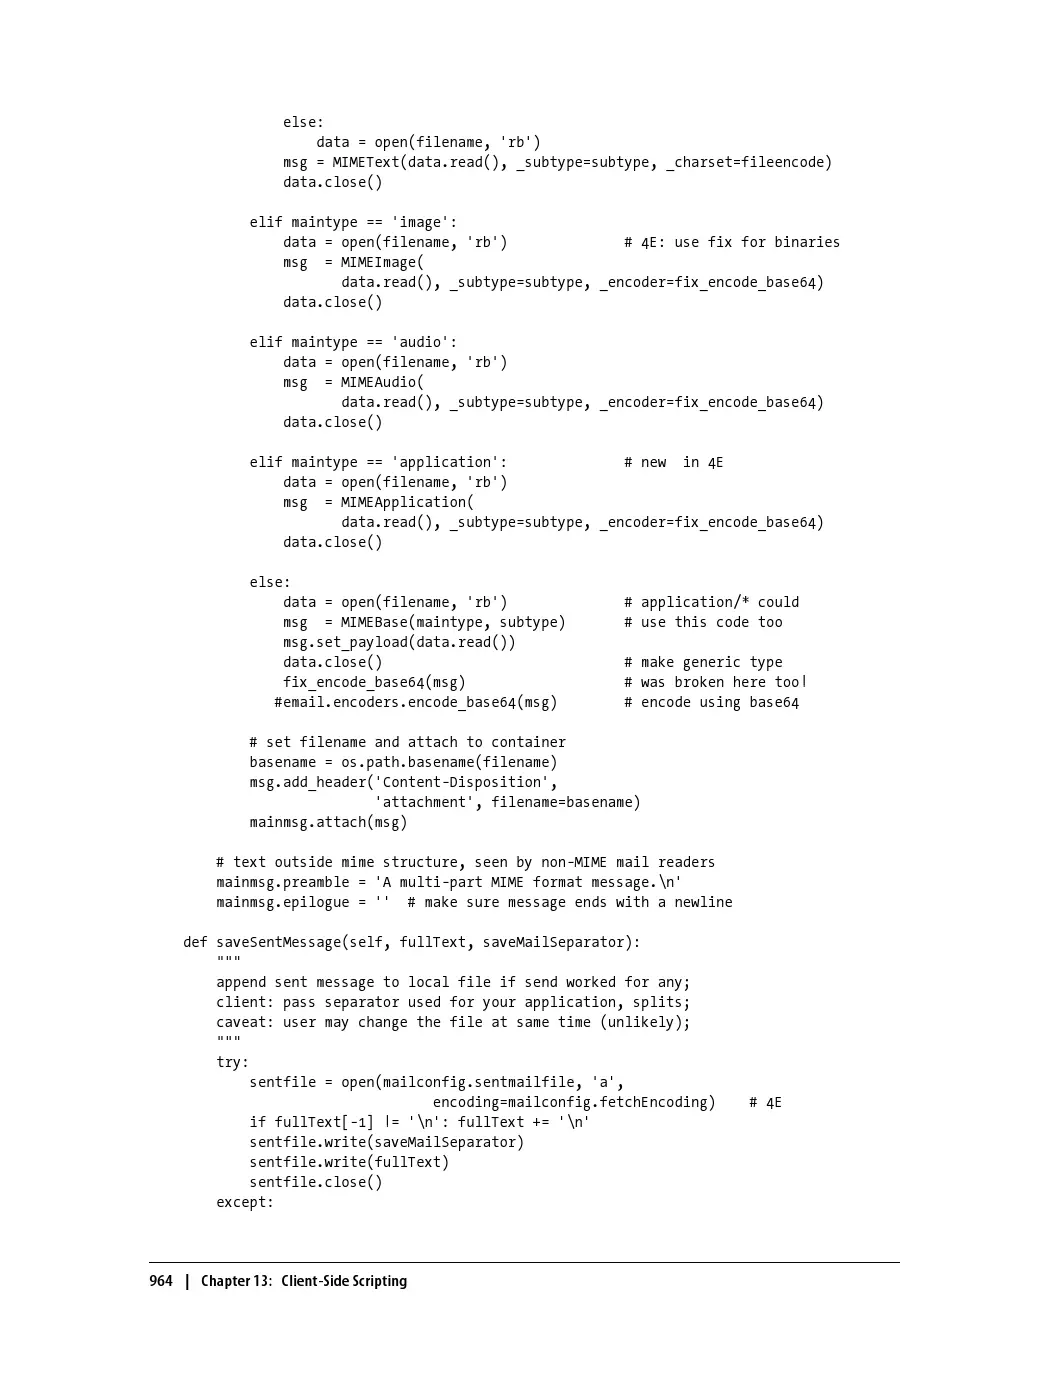 else:
                    data = open(filename, 'rb')
                msg = MIMEText(data.read(), _subtype=subtype, _charset=fileencode)
                data.close()

            elif maintype == 'image':
                data = open(filename, 'rb')              # 4E: use fix for binaries
                msg  = MIMEImage(
                       data.read(), _subtype=subtype, _encoder=fix_encode_base64)
                data.close()

            elif maintype == 'audio':
                data = open(filename, 'rb')
                msg  = MIMEAudio(
                       data.read(), _subtype=subtype, _encoder=fix_encode_base64)
                data.close()

            elif maintype == 'application':              # new  in 4E
                data = open(filename, 'rb')
                msg  = MIMEApplication(
                       data.read(), _subtype=subtype, _encoder=fix_encode_base64)
                data.close()

            else:
                data = open(filename, 'rb')              # application/* could
                msg  = MIMEBase(maintype, subtype)       # use this code too
                msg.set_payload(data.read())
                data.close()                             # make generic type
                fix_encode_base64(msg)                   # was broken here too|
               #email.encoders.encode_base64(msg)        # encode using base64

            # set filename and attach to container
            basename = os.path.basename(filename)
            msg.add_header('Content-Disposition',
                           'attachment', filename=basename)
            mainmsg.attach(msg)

        # text outside mime structure, seen by non-MIME mail readers
        mainmsg.preamble = 'A multi-part MIME format message.\n'
        mainmsg.epilogue = ''  # make sure message ends with a newline

    def saveSentMessage(self, fullText, saveMailSeparator):
        """
        append sent message to local file if send worked for any;
        client: pass separator used for your application, splits;
        caveat: user may change the file at same time (unlikely);
        """
        try:
            sentfile = open(mailconfig.sentmailfile, 'a',
                                  encoding=mailconfig.fetchEncoding)    # 4E
            if fullText[-1] |= '\n': fullText += '\n'
            sentfile.write(saveMailSeparator)
            sentfile.write(fullText)
            sentfile.close()
        except:

964 | Chapter 13: Client-Side Scripting